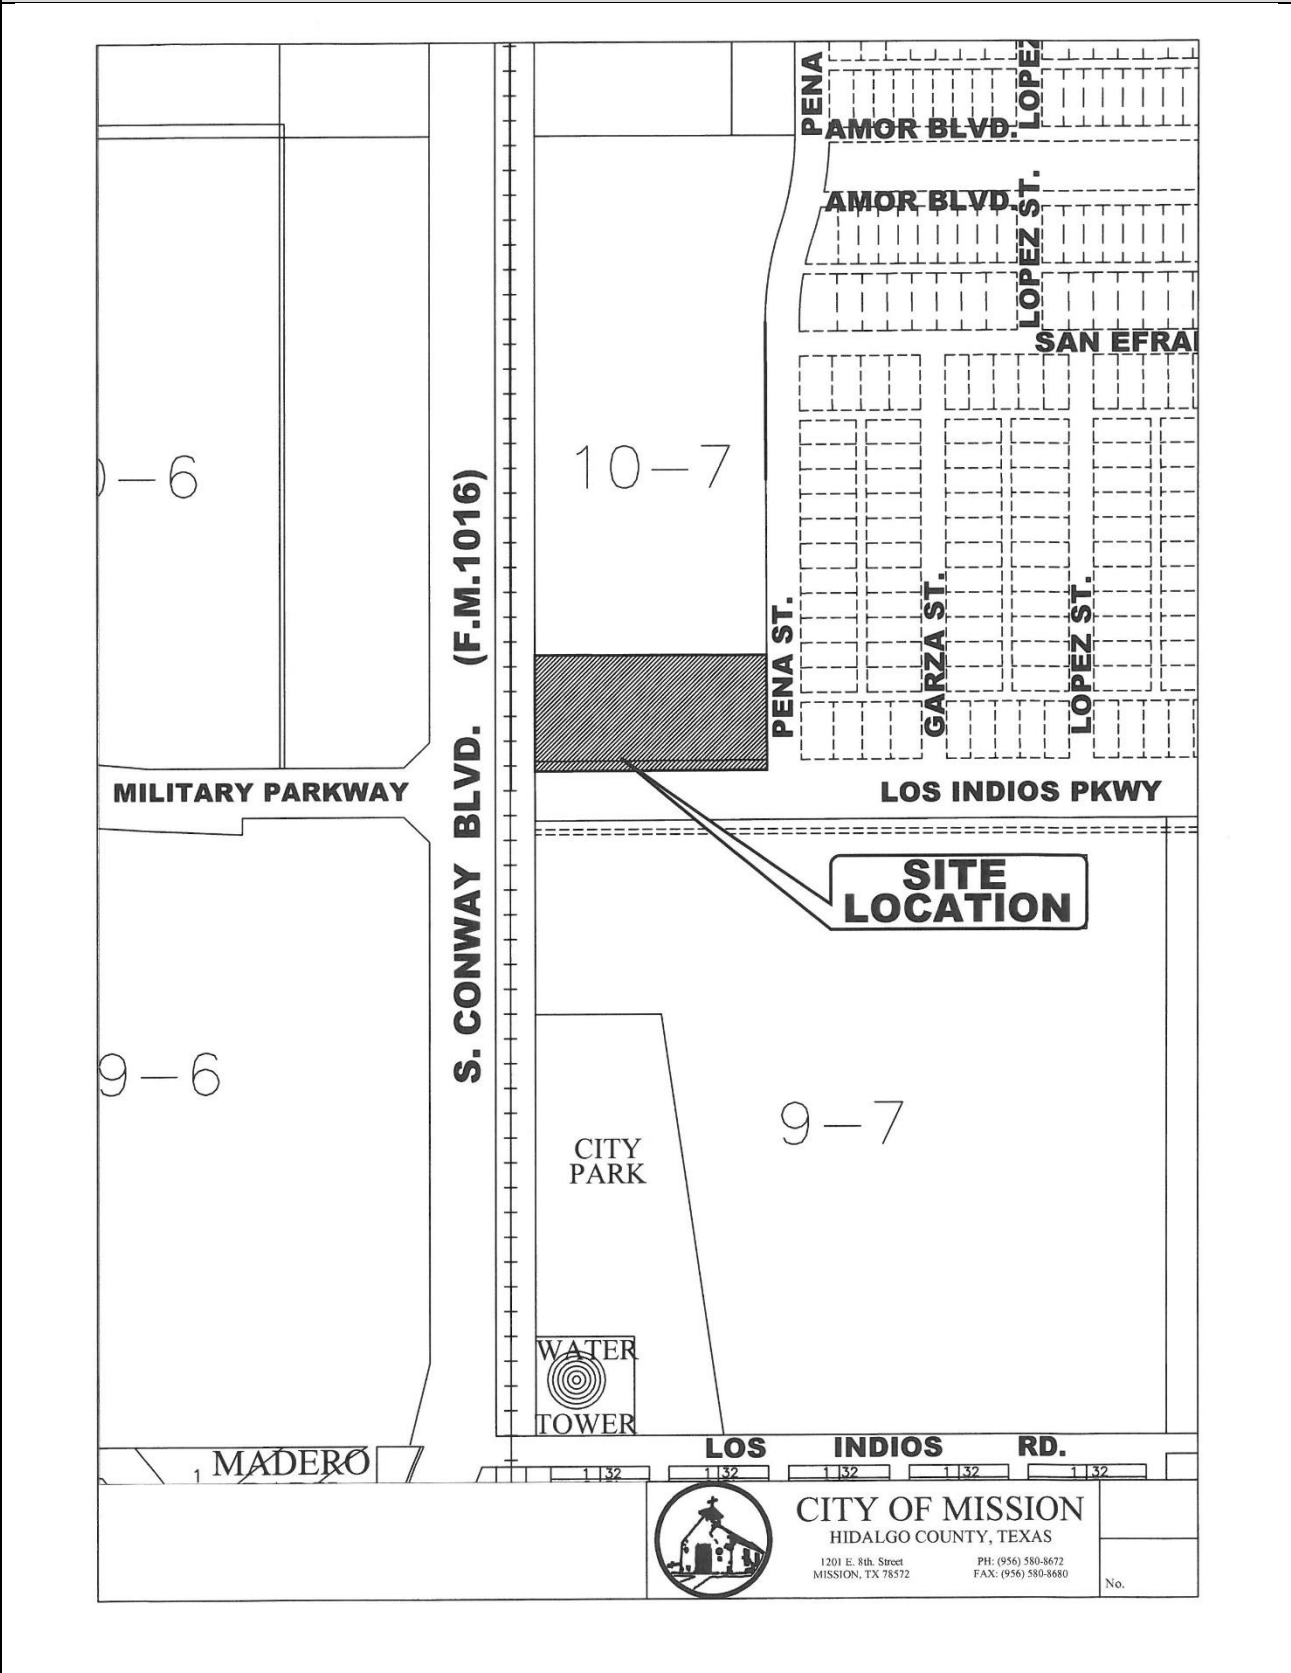 PENA
LOPEZ
AMOR BLVD.
AMOR BLVD.
LOPEZ ST.
SAN EFRAI
10-7
-6
(F.M.1016)
S. CONWAY BLVD.
PENA ST.
GARZA ST.
LOPEZ ST.
MILITARY PARKWAY
LOS INDIOS PKWY
SITE
LOCATION
9-6
9-7
CITY
PARK
WATER
TOWER
LOS INDIOS RD.
MADERO
1
1 32
1 32
1 32
1 32
1 32
CITY OF MISSION
HIDALGO COUNTY, TEXAS
1201 E. 8th. Street
MISSION, TX 78572
PH: (956) 580-8672
FAX: (956) 580-8680
No.